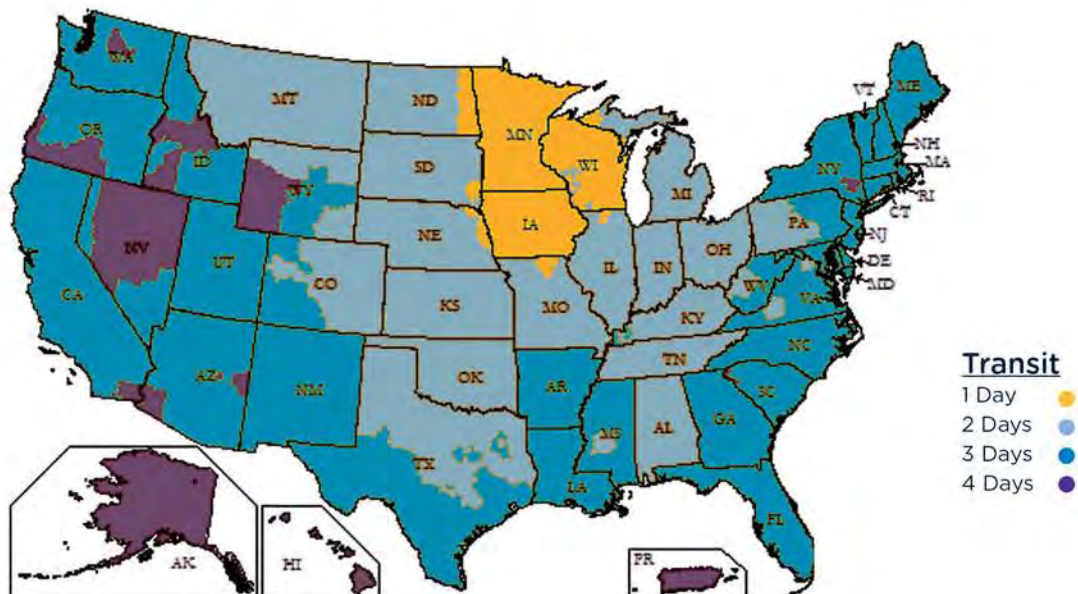 WA
MT
ND
MN
OR
ID
SD
WI
WY
MI
NE
IA
NV
UT
CO
KS
MO
IL
IN
OH
PA
WV
VA
KY
CA
AZ
NM
OK
AR
TN
NC
SC
TX
LA
MS
AL
GA
FL
NY
VT
ME
NH
MA
RI
CT
NJ
DE
MD
AK
HI
PR
Transit
1 Day
2 Days
3 Days
4 Days